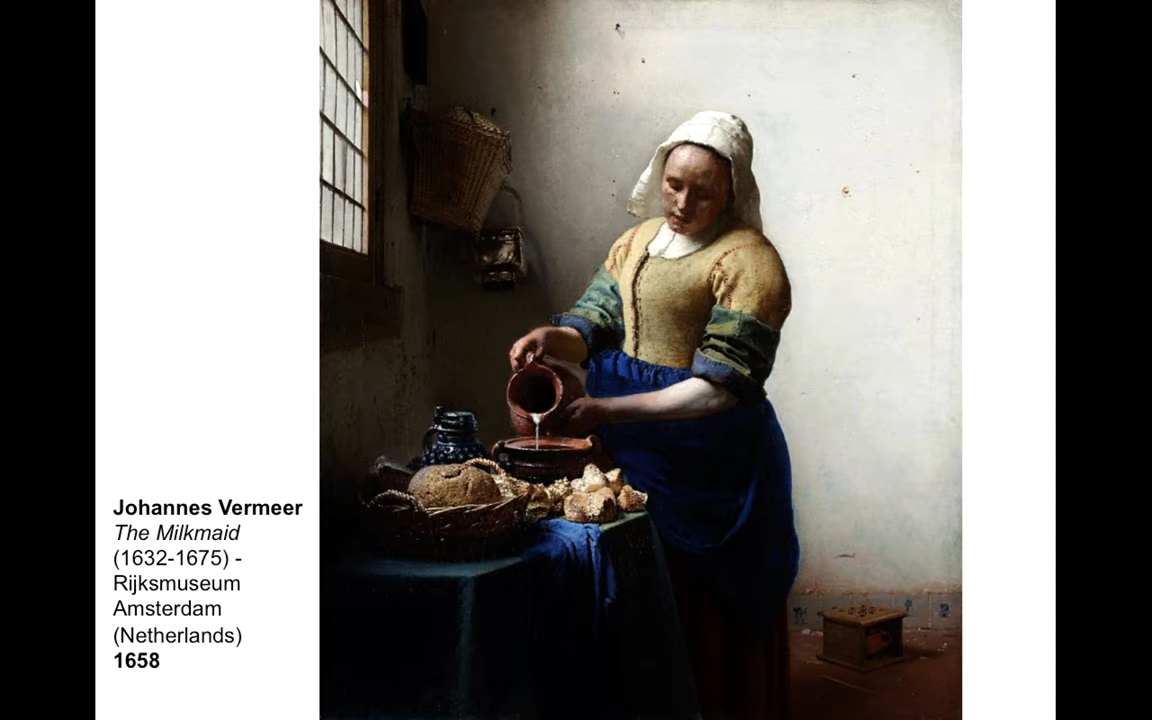 Johannes Vermeer
The Milkmaid
(1632-1675) -
Rijksmuseum
Amsterdam
(Netherlands)
1658